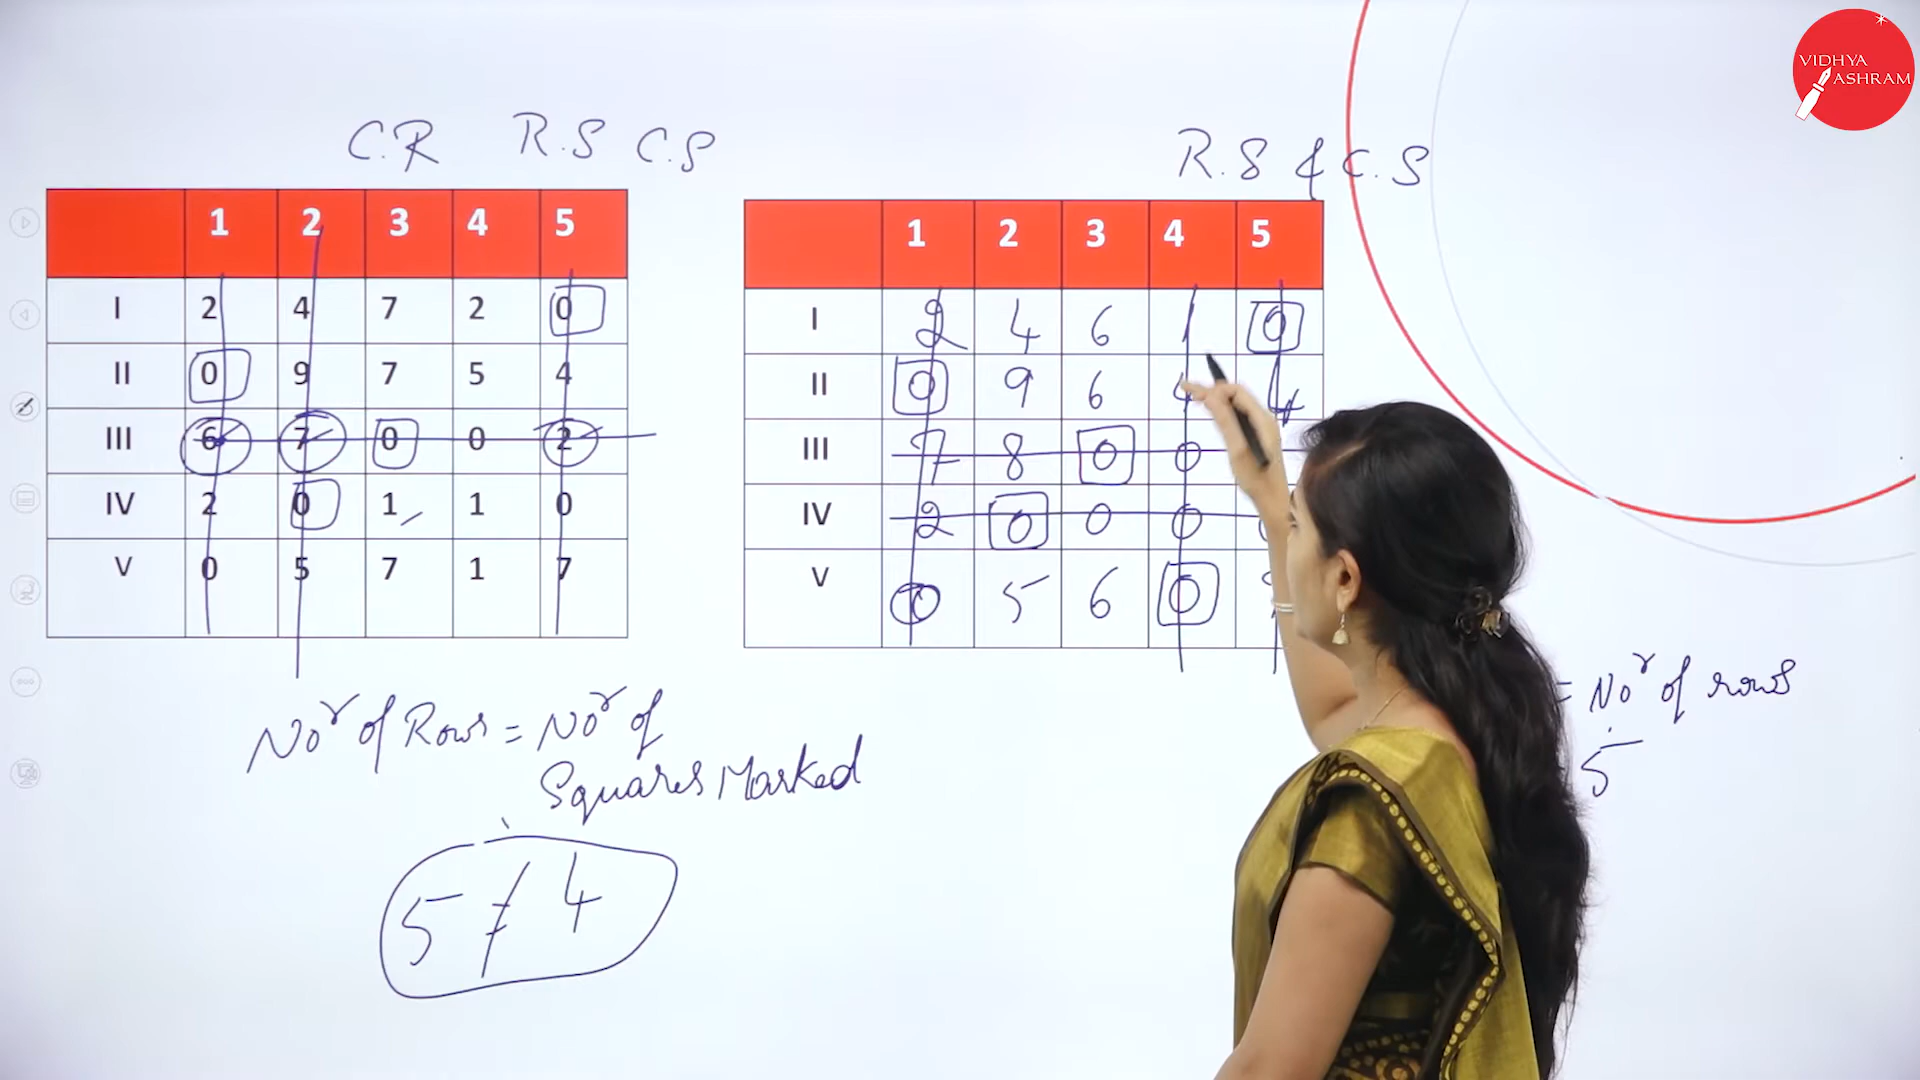 VIDHYA
ASHRAM
C.R R.S C.S
R.S & C.S
1 2 3 4 5
I 2 4 7 2 0
II 0 9 7 5 4
III 6 7 0 0 2
IV 2 0 1 1 0
V 0 5 7 1 7
1 2 3 4 5
I 2 4 6 1 0
II 0 9 6 4 4
III 7 8 0 0
IV 2 0 0 0
V 0 5 6 0
No r of Rows = No r of
Squares Marked
5 ≠ 4
= No r of rows
5